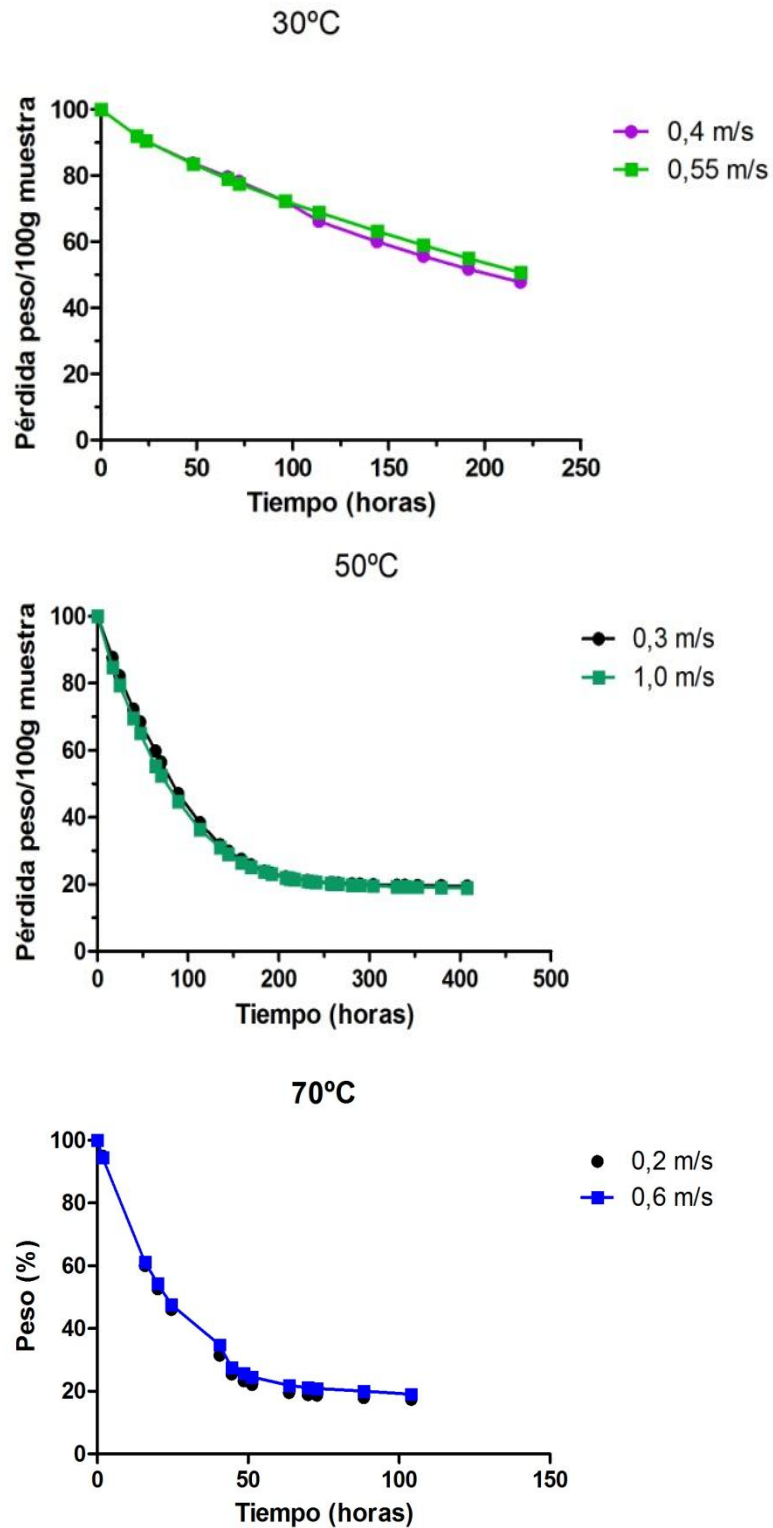 30ºC
Pérdida peso/100g muestra
100
80
60
40
20
0
0 50 100 150 200 250
Tiempo (horas)
0,4 m/s
0,55 m/s
50ºC
Pérdida peso/100g muestra
100
80
60
40
20
0
0 100 200 300 400 500
Tiempo (horas)
0,3 m/s
1,0 m/s
70ºC
Peso (%)
100
80
60
40
20
0
0 50 100 150
Tiempo (horas)
0,2 m/s
0,6 m/s